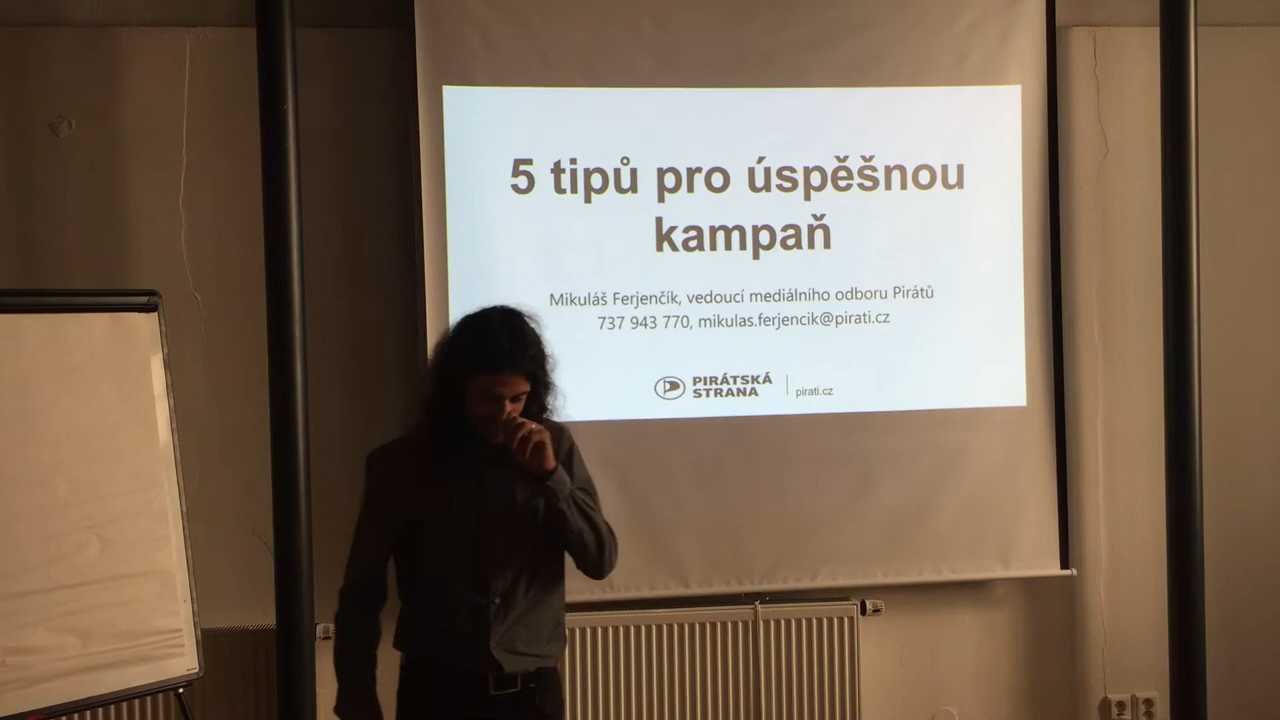 5 tipů pro úspěšnou
kampaň
Mikuláš Ferjenčík, vedoucí mediálního odboru Pirátů
737 943 770, mikulas.ferjencik@pirati.cz
PIRÁTSKÁ
STRANA
pirati.cz